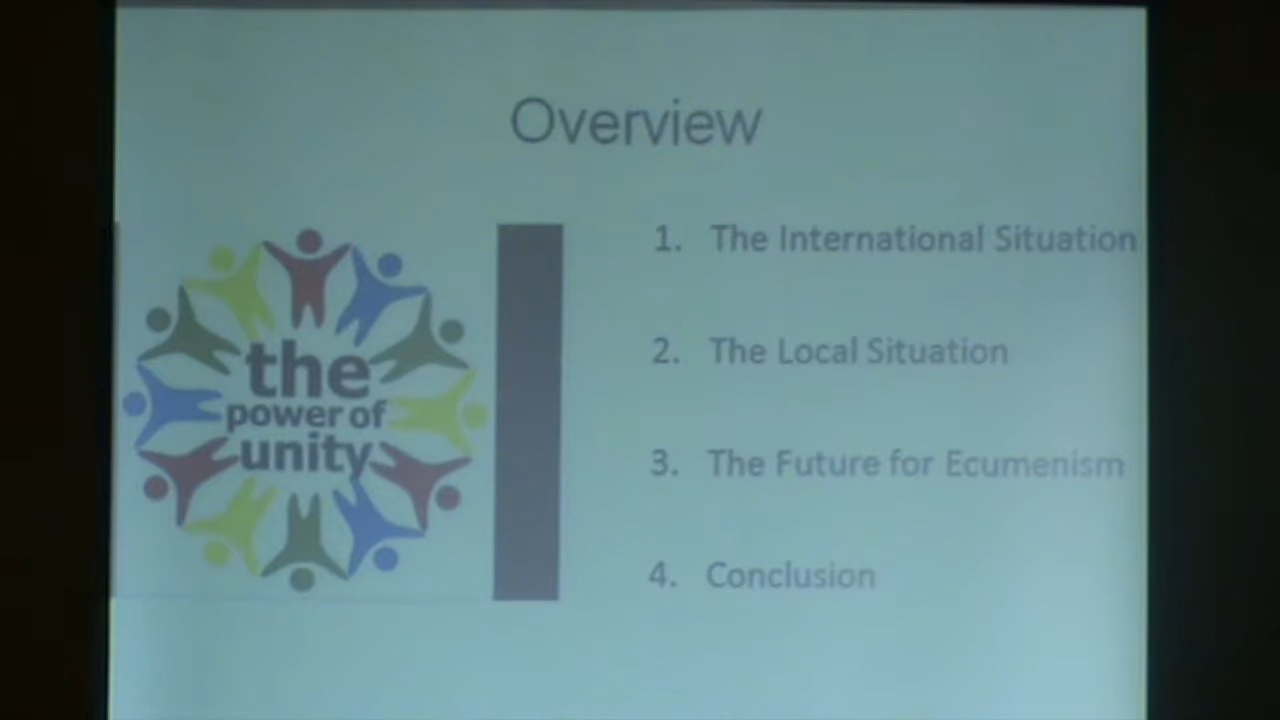 Overview
the
power of
unity
1. The International Situation
2. The Local Situation
3. The Future for Ecumenism
4. Conclusion